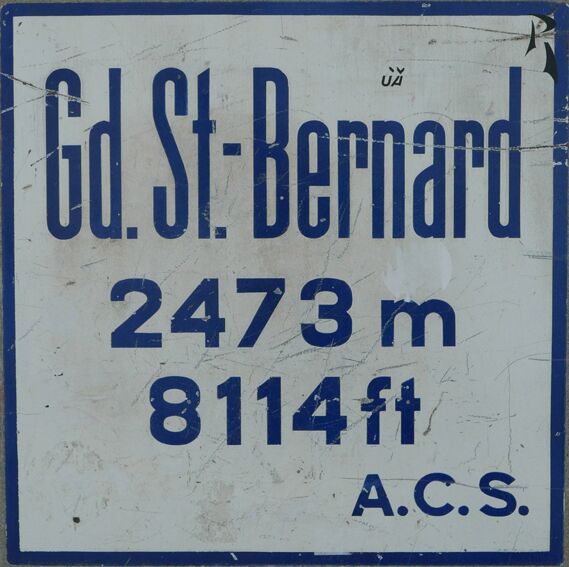 Gd. St.-Bernard
2473 m
8114 ft
A.C.S.